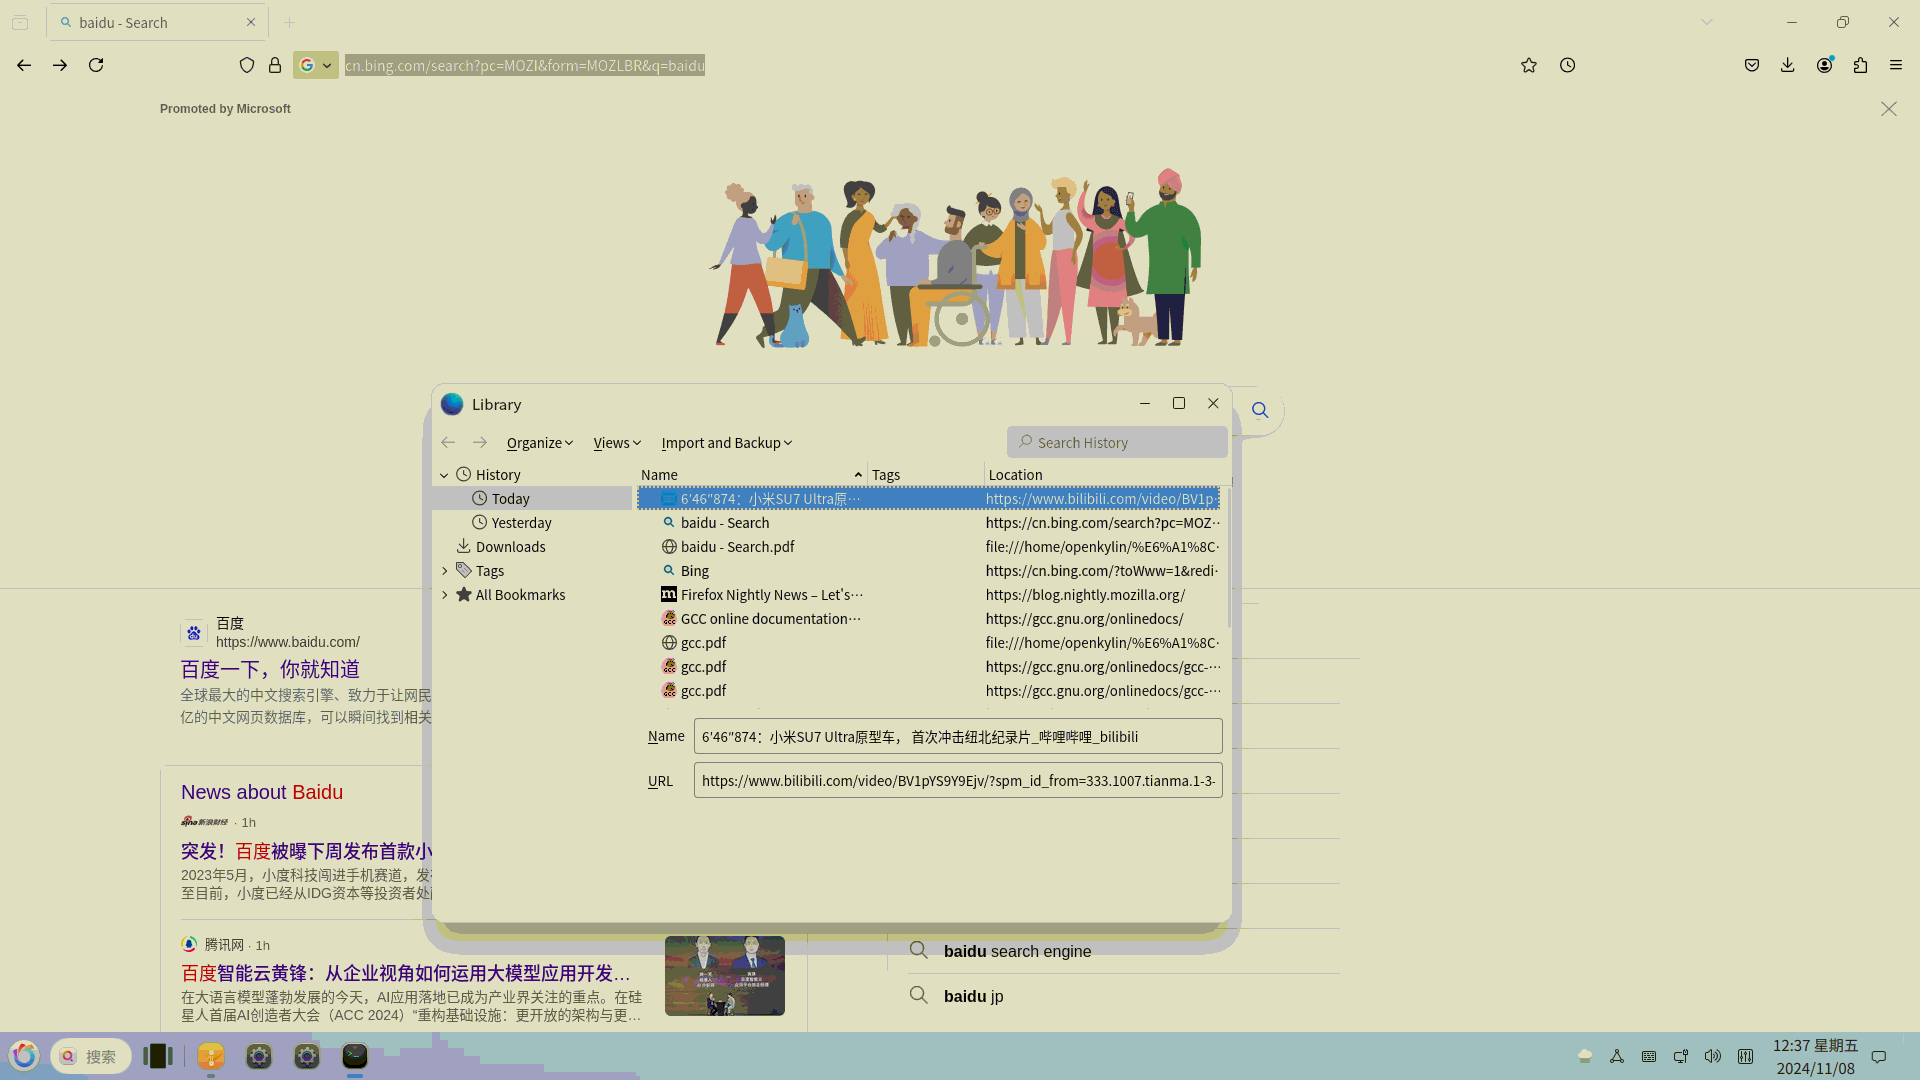 baidu - Search
cn.bing.com/search?pc=MOZI&form=MOZLBR&q=baidu
Promoted by Microsoft
Library
Organize
Views
Import and Backup
Search History
History
Today
Yesterday
Downloads
Tags
All Bookmarks
Name
Tags
Location
6′46″874：小米SU7 Ultra原…
https://www.bilibili.com/video/BV1p
baidu - Search
https://cn.bing.com/search?pc=MOZ…
baidu - Search.pdf
file:///home/openkylin/%E6%A1%8C…
Bing
https://cn.bing.com/?toWww=1&redi…
Firefox Nightly News – Let's…
https://blog.nightly.mozilla.org/
GCC online documentation…
https://gcc.gnu.org/onlinedocs/
gcc.pdf
file:///home/openkylin/%E6%A1%8C…
gcc.pdf
https://gcc.gnu.org/onlinedocs/gcc-…
gcc.pdf
https://gcc.gnu.org/onlinedocs/gcc-…
Name
6′46″874：小米SU7 Ultra原型车， 首次冲击纽北纪录片_哔哩哔哩_bilibili
URL
https://www.bilibili.com/video/BV1pYS9Y9Ejv/?spm_id_from=333.1007.tianma.1-3-
百度
https://www.baidu.com/
百度一下，你就知道
全球最大的中文搜索引擎、致力于让网民
亿的中文网页数据库，可以瞬间找到相关
News about Baidu
sina新浪财经 · 1h
突发！百度被曝下周发布首款小
2023年5月，小度科技闯进手机赛道，发
至目前，小度已经从IDG资本等投资者处
腾讯网 · 1h
百度智能云黄锋：从企业视角如何运用大模型应用开发…
在大语言模型蓬勃发展的今天，AI应用落地已成为产业界关注的重点。在硅
星人首届AI创造者大会（ACC 2024）“重构基础设施：更开放的架构与更…
baidu search engine
baidu jp
搜索
12:37 星期五
2024/11/08